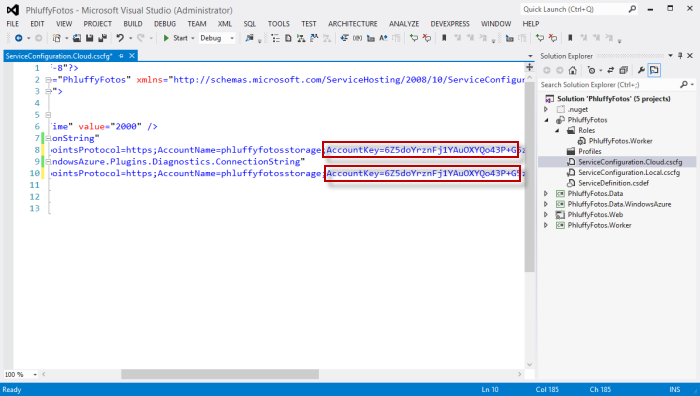 PhluffyFotos - Microsoft Visual Studio (Administrator)
Quick Launch (Ctrl+Q)
FILE EDIT VIEW PROJECT BUILD DEBUG TEAM XML SQL TOOLS TEST ARCHITECTURE ANALYZE DEVEXPRESS WINDOW HELP
Start Debug
ServiceConfiguration.Cloud.cscfg*
1 -8"?>
2 ="PhluffyFotos" xmlns="http://schemas.microsoft.com/ServiceHosting/2008/10/ServiceConfigu
3 ">
4
5
6 ime" value="2000" />
7 onString"
8 ointsProtocol=https;AccountName=phluffyfotosstorage;AccountKey=6Z5doYrznFj1YAuOXYQo43P+G5z
9 ndowsAzure.Plugins.Diagnostics.ConnectionString"
10 ointsProtocol=https;AccountName=phluffyfotosstorage;AccountKey=6Z5doYrznFj1YAuOXYQo43P+G5z
11
12
13
100 %
Solution Explorer
Search Solution Explorer (Ctrl+;)
Solution 'PhluffyFotos' (5 projects)
.nuget
PhluffyFotos
Roles
PhluffyFotos.Worker
Profiles
ServiceConfiguration.Cloud.cscfg
ServiceConfiguration.Local.cscfg
ServiceDefinition.csdef
PhluffyFotos.Data
PhluffyFotos.Data.WindowsAzure
PhluffyFotos.Web
PhluffyFotos.Worker
Ready Ln 10 Col 185 Ch 185 INS